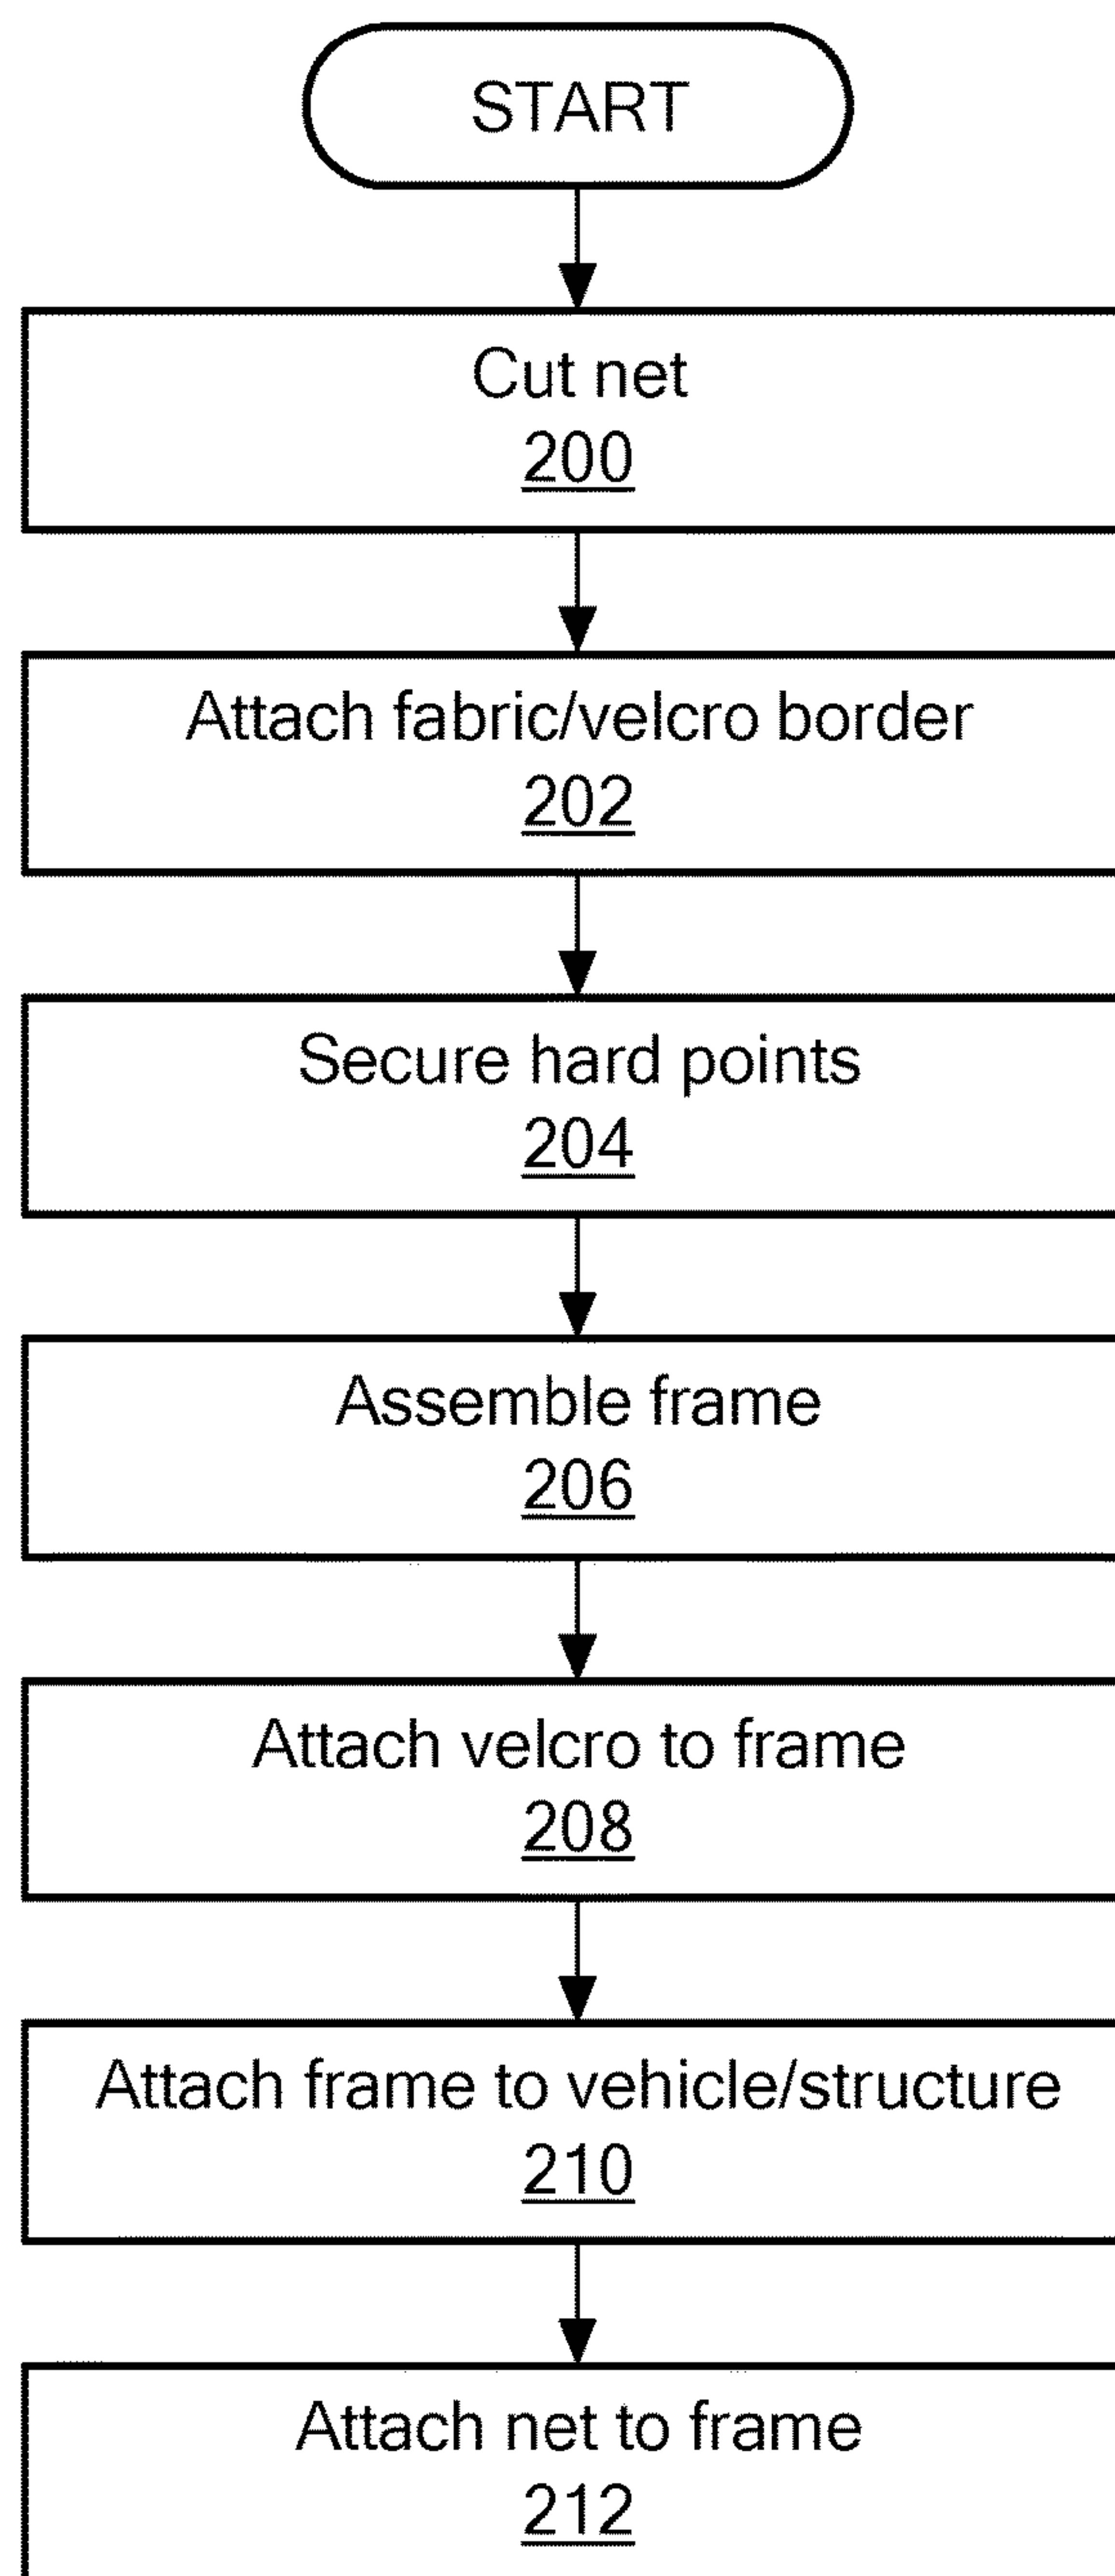 START
Cut net
200
Attach fabric/velcro border
202
Secure hard points
204
Assemble frame
206
Attach velcro to frame
208
Attach frame to vehicle/structure
210
Attach net to frame
212